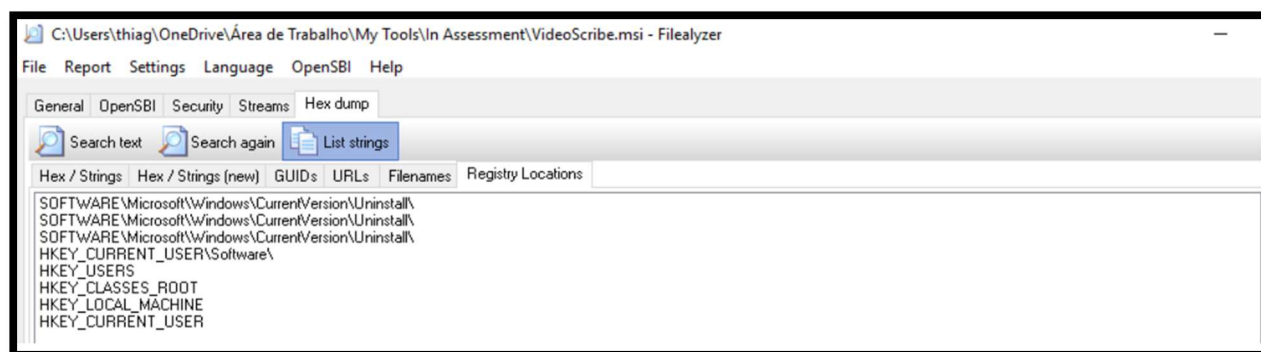 C:\Users\thiag\OneDrive\Área de Trabalho\My Tools\In Assessment\VideoScribe.msi - Filealyzer
File Report Settings Language OpenSBI Help
General OpenSBI Security Streams Hex dump
Search text Search again List strings
Hex / Strings Hex / Strings (new) GUIDs URLs Filenames Registry Locations
SOFTWARE\Microsoft\Windows\CurrentVersion\Uninstall\
SOFTWARE\Microsoft\Windows\CurrentVersion\Uninstall\
SOFTWARE\Microsoft\Windows\CurrentVersion\Uninstall\
HKEY_CURRENT_USER\Software\
HKEY_USERS
HKEY_CLASSES_ROOT
HKEY_LOCAL_MACHINE
HKEY_CURRENT_USER